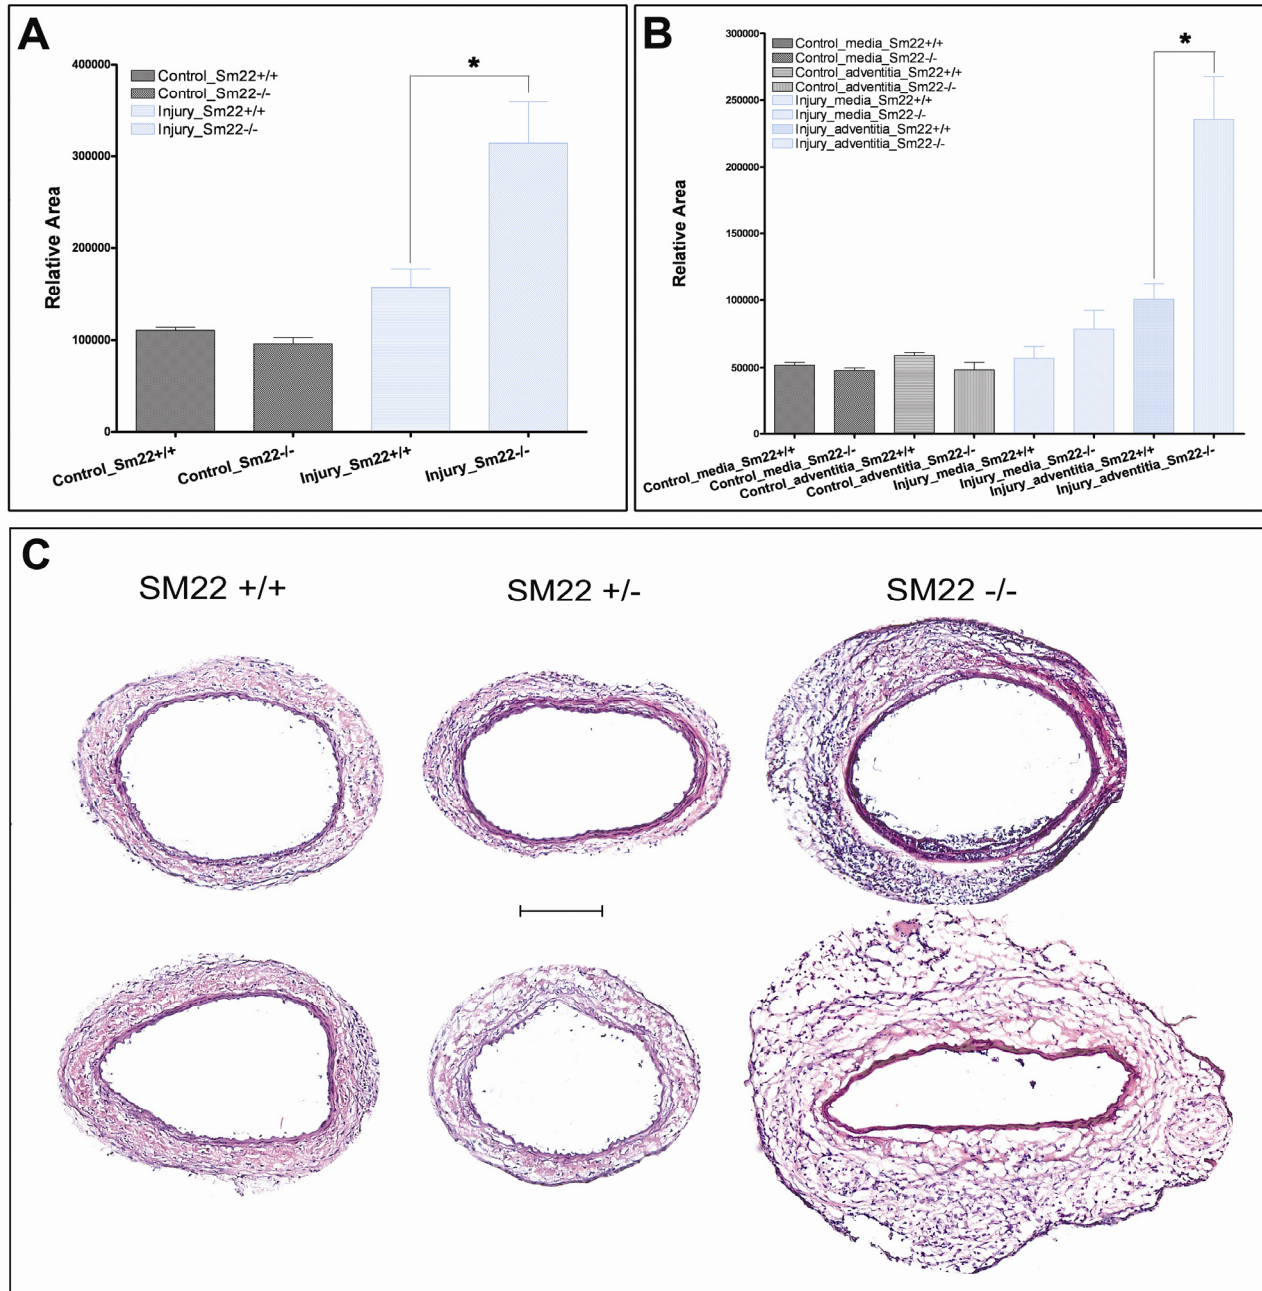 A
400000
300000
200000
100000
0
Relative Area
Control_Sm22+/+
Control_Sm22-/-
Injury_Sm22+/+
Injury_Sm22-/-
*
Control_Sm22+/+
Control_Sm22-/-
Injury_Sm22+/+
Injury_Sm22-/-
B
300000
250000
200000
150000
100000
50000
0
Relative Area
Control_media_Sm22+/+
Control_media_Sm22-/-
Control_adventitia_Sm22+/+
Control_adventitia_Sm22-/-
Injury_media_Sm22+/+
Injury_media_Sm22-/-
Injury_adventitia_Sm22+/+
Injury_adventitia_Sm22-/-
*
Control_media_Sm22+/+
Control_media_Sm22-/-
Control_adventitia_Sm22+/+
Control_adventitia_Sm22-/-
Injury_media_Sm22+/+
Injury_media_Sm22-/-
Injury_adventitia_Sm22+/+
Injury_adventitia_Sm22-/-
C
SM22 +/+ SM22 +/- SM22 -/-